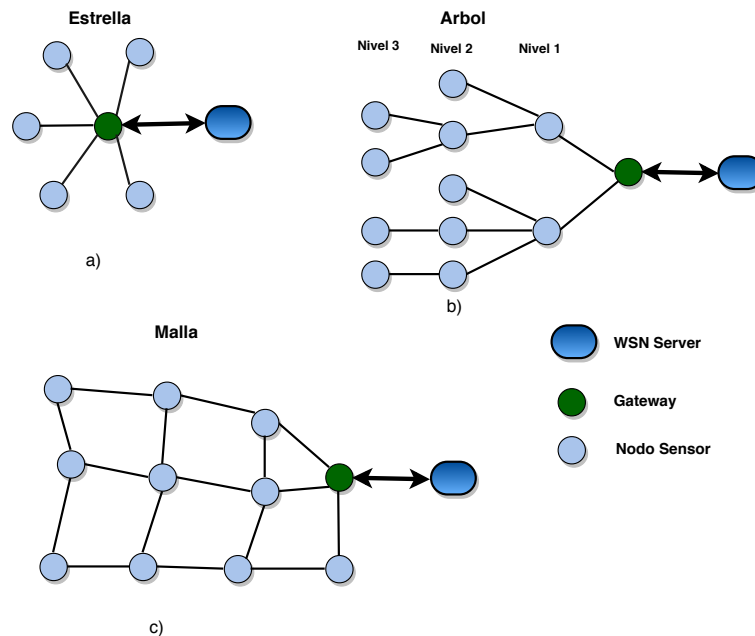 Estrella
Arbol
Nivel 3
Nivel 2
Nivel 1
a)
b)
Malla
WSN Server
Gateway
Nodo Sensor
c)